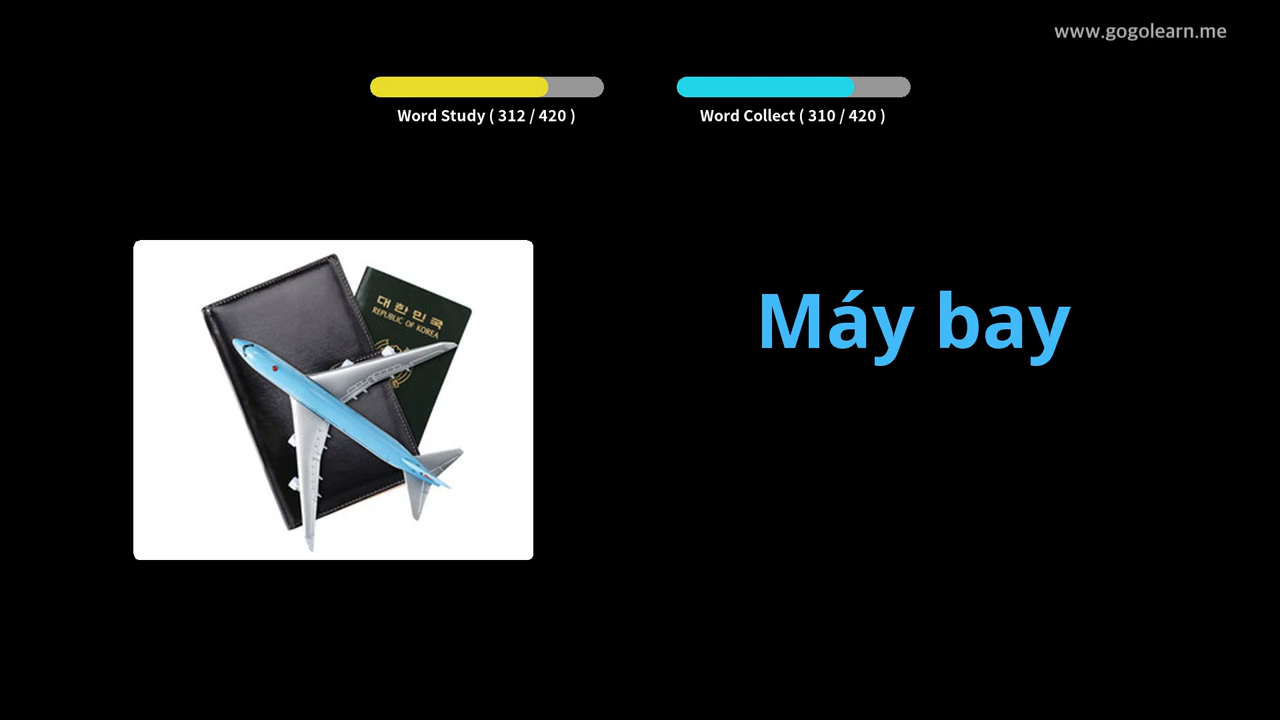 www.gogolearn.me
Word Study ( 312 / 420 )
Word Collect ( 310 / 420 )
대한민국
REPUBLIC OF KOREA
Máy bay